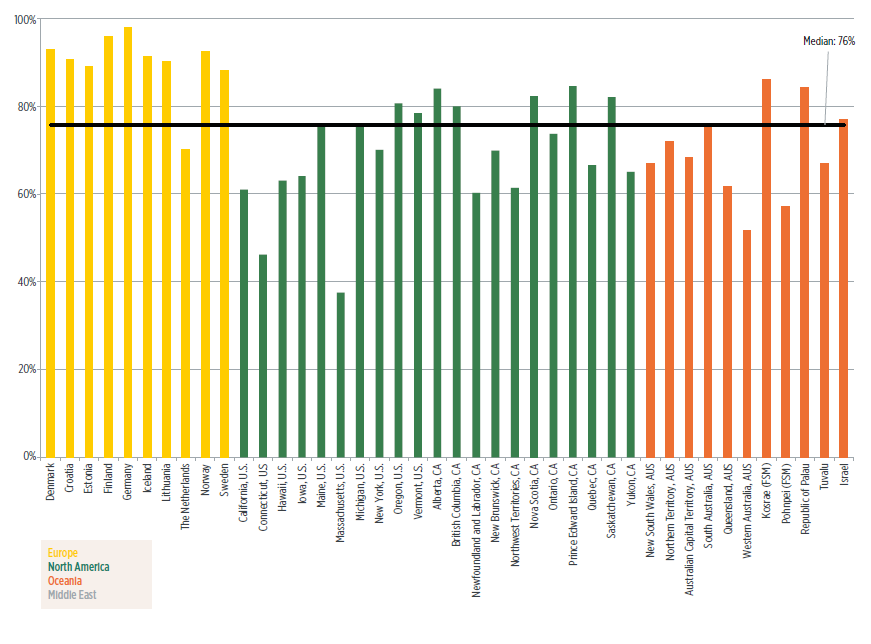 100%
Median: 76%
80%
60%
40%
20%
0%
Denmark
Croatia
Estonia
Finland
Germany
Iceland
Lithuania
The Netherlands
Norway
Sweden
California, U.S.
Connecticut, U.S
Hawaii, U.S.
Iowa, U.S.
Maine, U.S.
Massachusetts, U.S.
Michigan, U.S.
New York, U.S.
Oregon, U.S.
Vermont, U.S.
Alberta, CA
British Columbia, CA
Newfoundland and Labrador, CA
New Brunswick, CA
Northwest Territories, CA
Nova Scotia, CA
Ontario, CA
Prince Edward Island, CA
Quebec, CA
Saskatchewan, CA
Yukon, CA
New South Wales, AUS
Northern Territory, AUS
Australian Capital Territory, AUS
South Australia, AUS
Queensland, AUS
Western Australia, AUS
Kosrae (FSM)
Pohnpei (FSM)
Republic of Palau
Tuvalu
Israel
Europe
North America
Oceania
Middle East